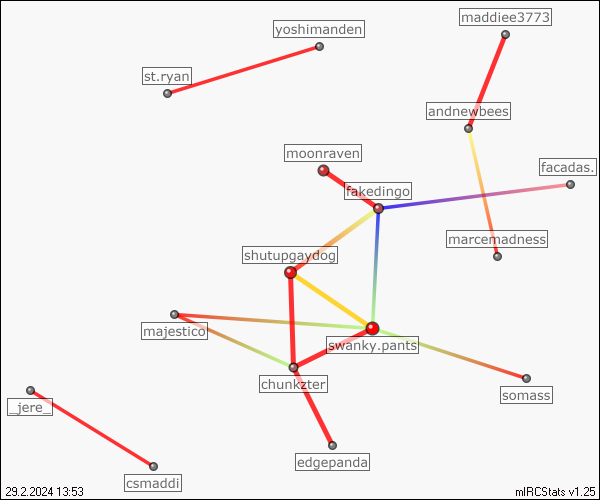 maddiee3773
yoshimanden
st.ryan
andnewbees
moonraven
facadas.
fakedingo
marcemadness
shutupgaydog
majestico
swanky.pants
chunkzter
somass
_jere_
edgepanda
csmaddi
29.2.2024 13:53
mIRCStats v1.25